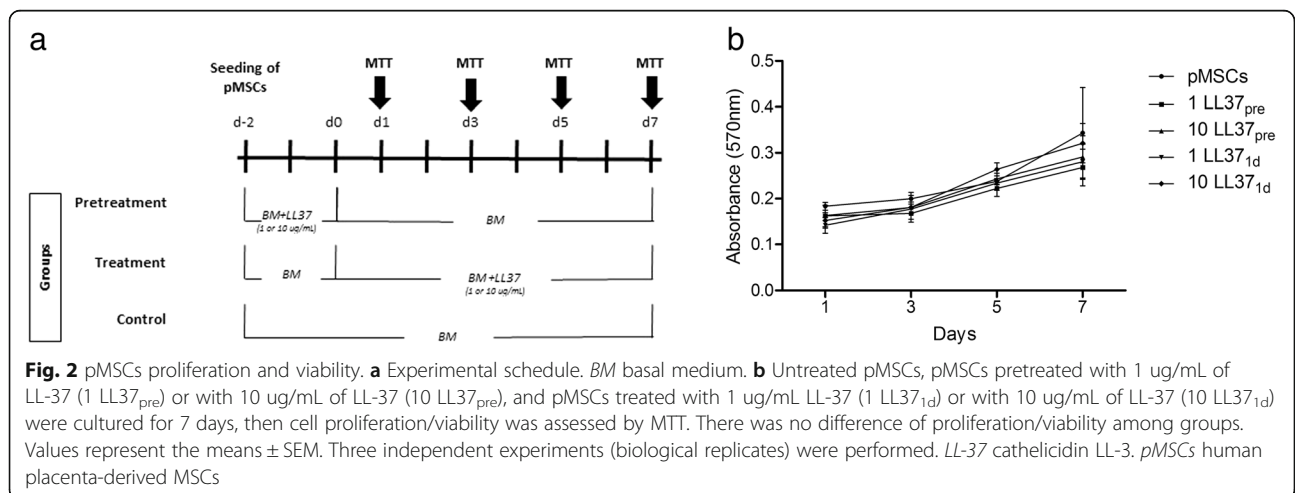 a
Seeding of
pMSCs
MTT MTT MTT MTT
d-2 d0 d1 d3 d5 d7
Groups
Pretreatment
BM+LL37
(1 or 10 ug/mL)
BM
Treatment
BM
BM+LL37
(1 or 10 ug/mL)
Control
BM
b
Absorbance (570nm)
0.5
0.4
0.3
0.2
0.1
0.0
1 3 5 7
Days
pMSCs
1 LL37pre
10 LL37pre
1 LL371d
10 LL371d
Fig. 2 pMSCs proliferation and viability. a Experimental schedule. BM basal medium. b Untreated pMSCs, pMSCs pretreated with 1 ug/mL of
LL-37 (1 LL37pre) or with 10 ug/mL of LL-37 (10 LL37pre), and pMSCs treated with 1 ug/mL LL-37 (1 LL371d) or with 10 ug/mL of LL-37 (10 LL371d)
were cultured for 7 days, then cell proliferation/viability was assessed by MTT. There was no difference of proliferation/viability among groups.
Values represent the means ± SEM. Three independent experiments (biological replicates) were performed. LL-37 cathelicidin LL-3. pMSCs human
placenta-derived MSCs